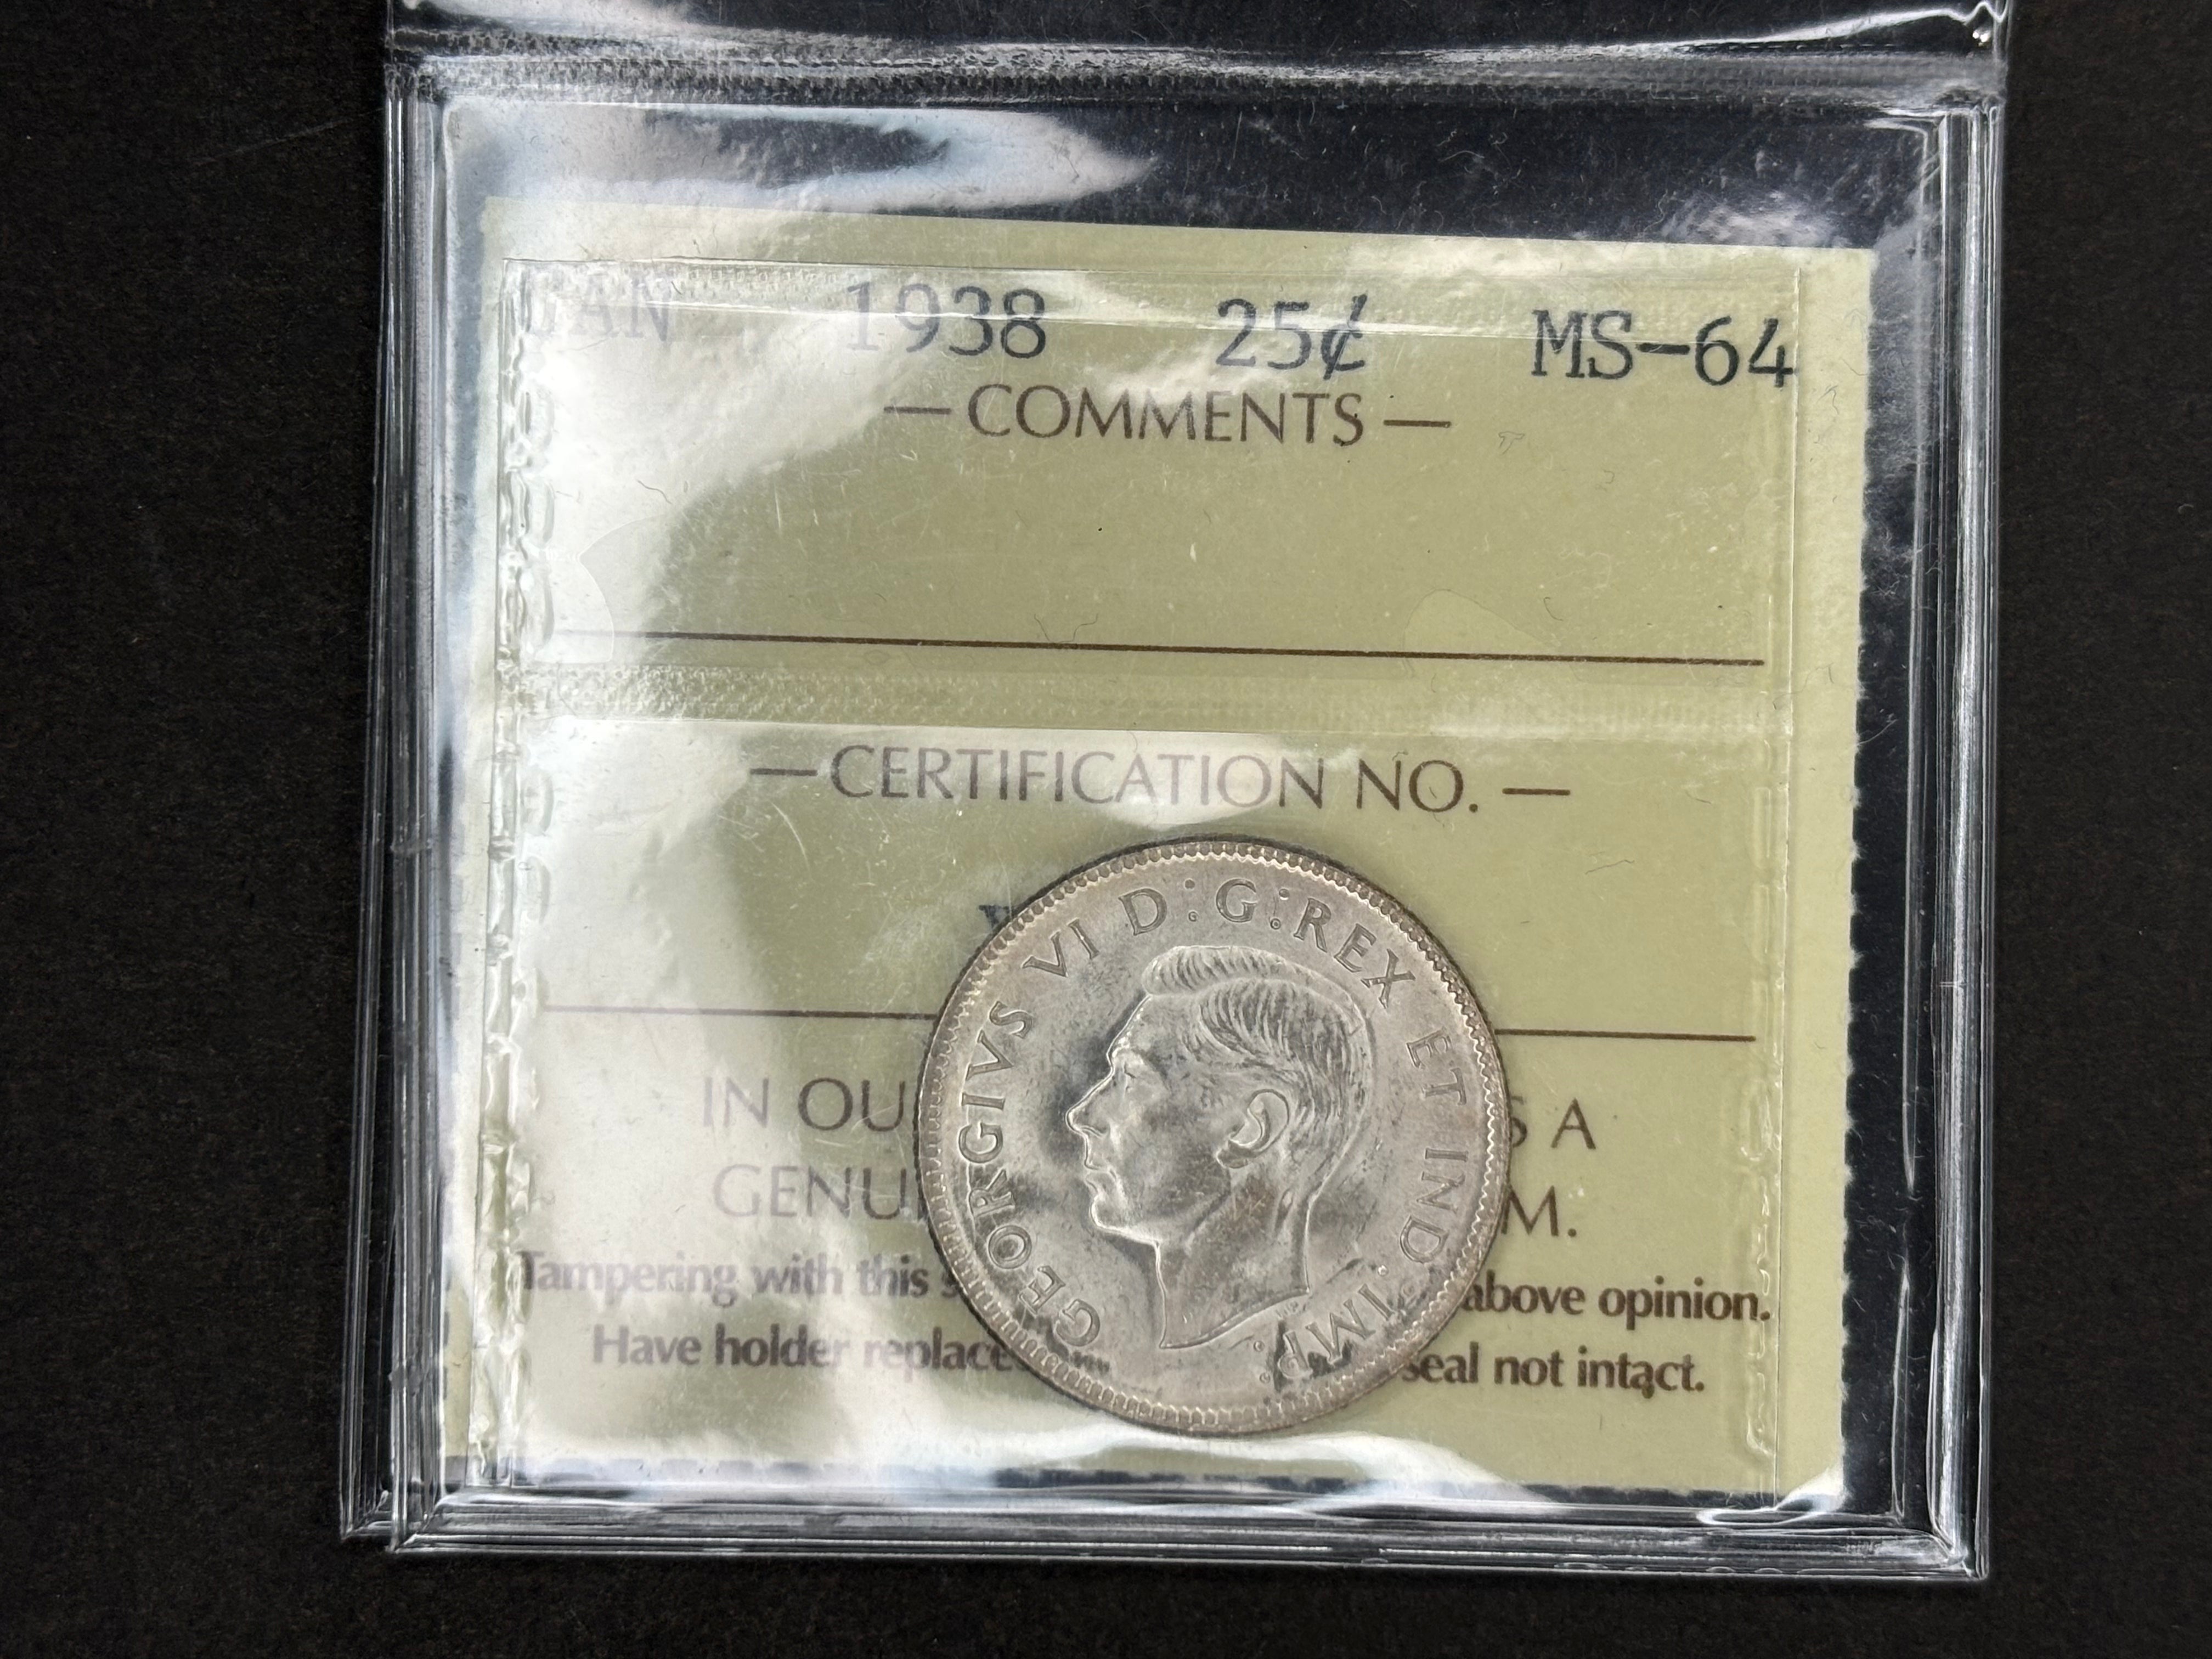 CAN 1938 25¢ MS-64
— COMMENTS —
— CERTIFICATION NO. —
IN OU S A
GENU M.
Tampering with this s above opinion.
Have holder replace seal not intact.
GEORGIVS VI D:G:REX ET IND:IMP: